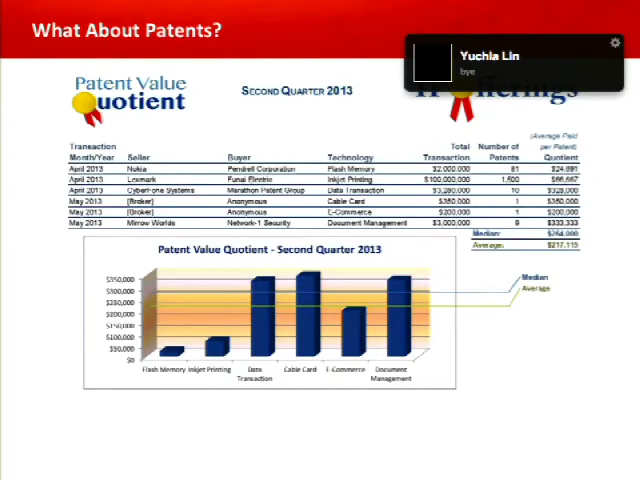 What About Patents?
Yuchia Lin
bye
Patent Value
uotient
SECOND QUARTER 2013
(Average Paid
Transaction Total Number of per Patent)
Month/Year Seller Buyer Technology Transaction Patents Quotient
April 2013 Nokia Pendrell Corporation Flash Memory $2,000,000 81 $24,691
April 2013 Lexmark Funai Electric Inkjet Printing $100,000,000 1,500 $66,667
April 2013 CyberFone Systems Marathon Patent Group Data Transaction $3,280,000 10 $328,000
May 2013 [Broker] Anonymous Cable Card $350,000 1 $350,000
May 2013 [Broker] Anonymous E-Commerce $200,000 1 $200,000
May 2013 Mirror Worlds Network-1 Security Document Management $3,000,000 9 $333,333
Median: $264,000
Average: $217,115
Patent Value Quotient - Second Quarter 2013
$350,000
$300,000
$250,000
$200,000
$150,000
$100,000
$50,000
$0
Flash Memory Inkjet Printing Data Transaction Cable Card E-Commerce Document Management
Median
Average